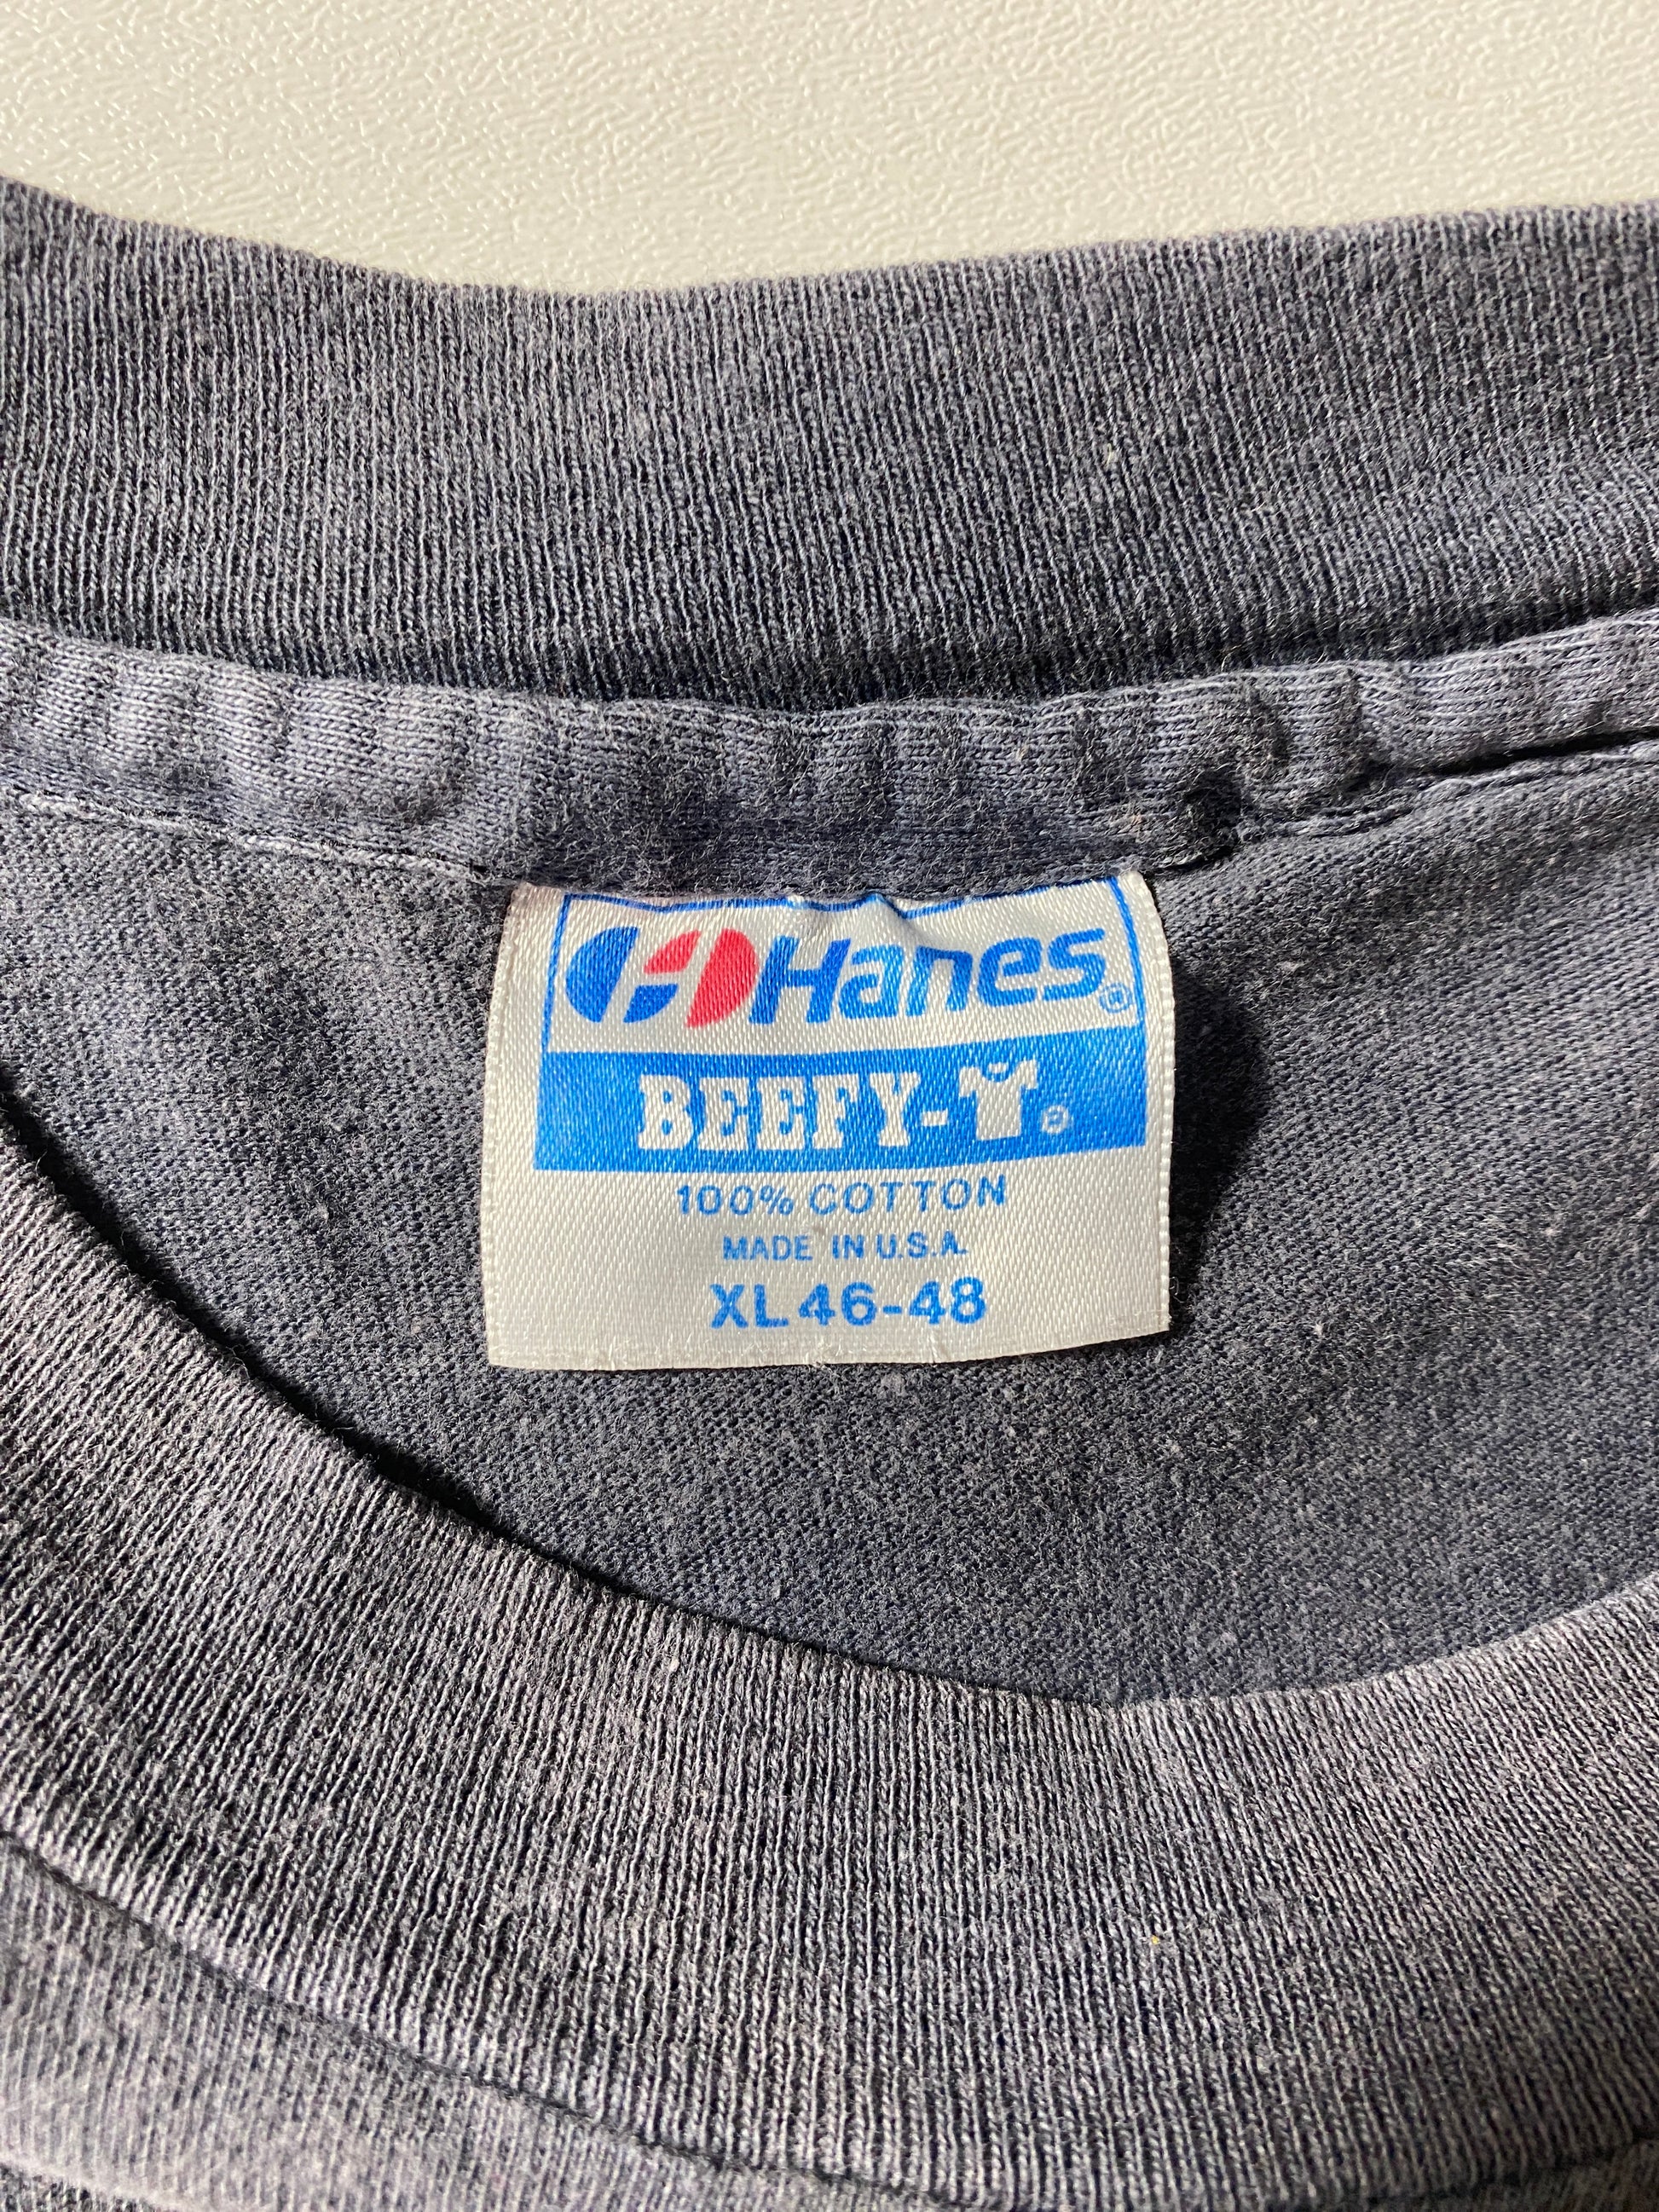 Hanes®
BEEFY-T®
100% COTTON
MADE IN U.S.A.
XL 46-48